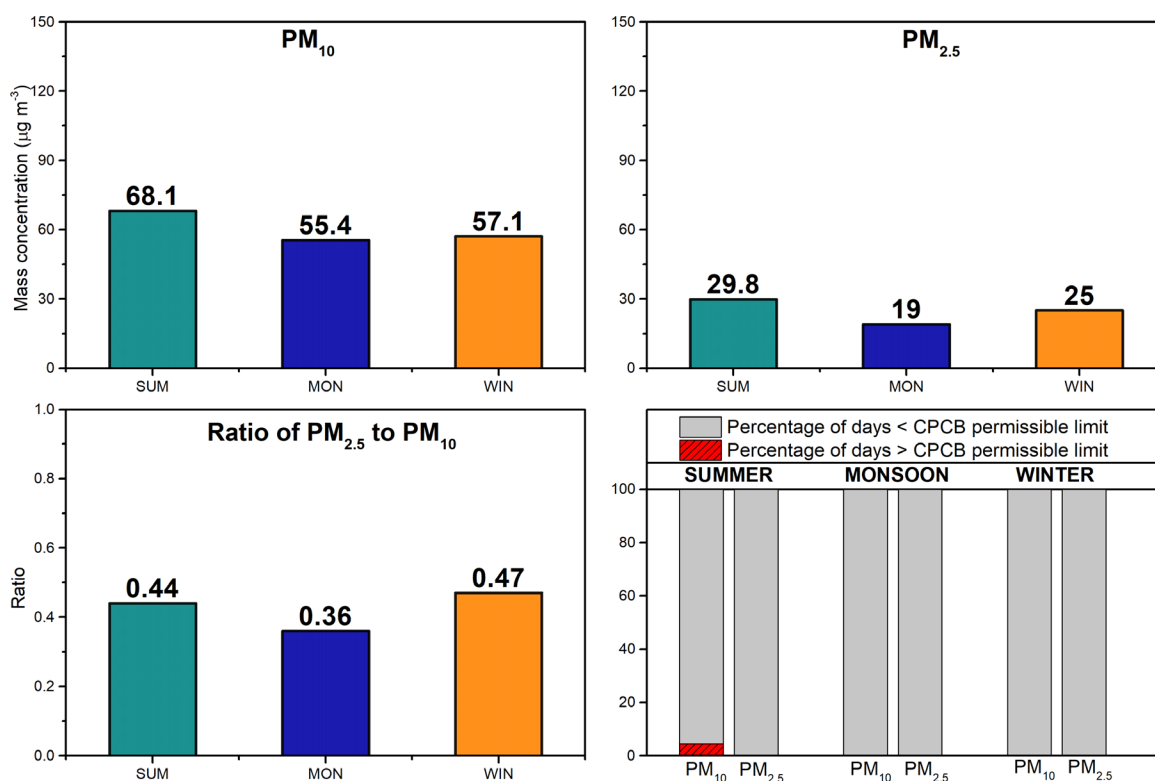 PM10
Mass concentration (μg m-3)
150
120
90
60
30
0
68.1
55.4
57.1
SUM
MON
WIN
PM2.5
150
120
90
60
30
0
29.8
19
25
SUM
MON
WIN
Ratio of PM2.5 to PM10
Ratio
1.0
0.8
0.6
0.4
0.2
0.0
0.44
0.36
0.47
SUM
MON
WIN
Percentage of days < CPCB permissible limit
Percentage of days > CPCB permissible limit
SUMMER MONSOON WINTER
100
80
60
40
20
0
PM10 PM2.5 PM10 PM2.5 PM10 PM2.5